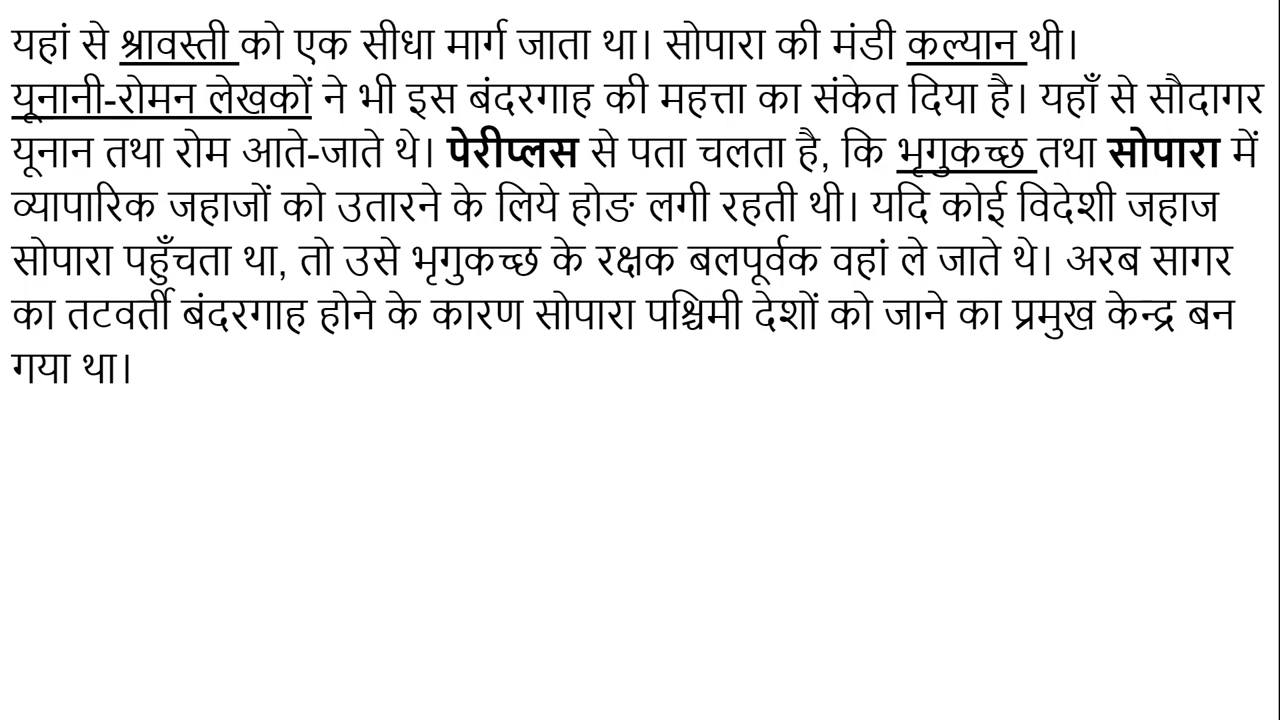 यहां से श्रावस्ती को एक सीधा मार्ग जाता था। सोपारा की मंडी कल्यान थी।
यूनानी-रोमन लेखकों ने भी इस बंदरगाह की महत्ता का संकेत दिया है। यहाँ से सौदागर
यूनान तथा रोम आते-जाते थे। पेरीप्लस से पता चलता है, कि भृगुकच्छ तथा सोपारा में
व्यापारिक जहाजों को उतारने के लिये होङ लगी रहती थी। यदि कोई विदेशी जहाज
सोपारा पहुँचता था, तो उसे भृगुकच्छ के रक्षक बलपूर्वक वहां ले जाते थे। अरब सागर
का तटवर्ती बंदरगाह होने के कारण सोपारा पश्चिमी देशों को जाने का प्रमुख केन्द्र बन
गया था।